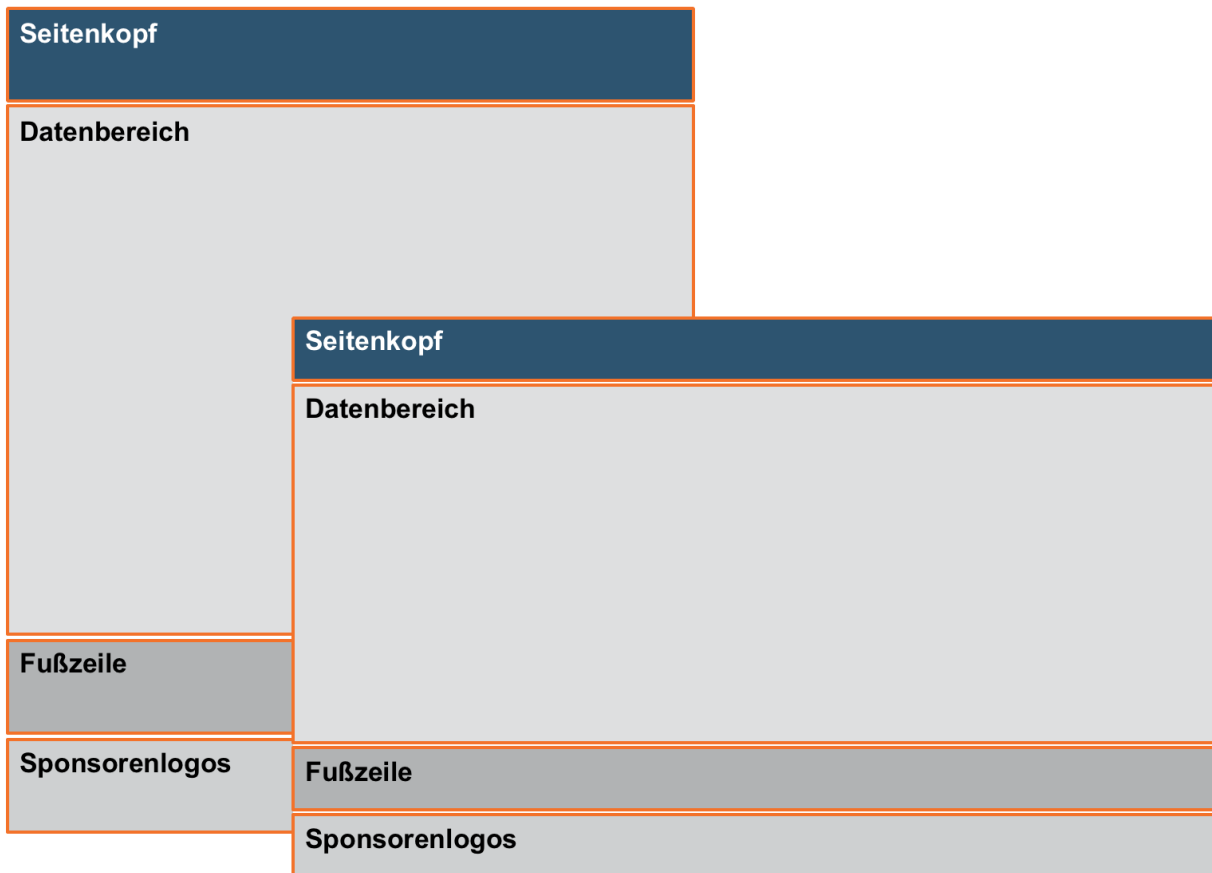 Seitenkopf
Datenbereich
Fußzeile
Sponsorenlogos
Seitenkopf
Datenbereich
Fußzeile
Sponsorenlogos